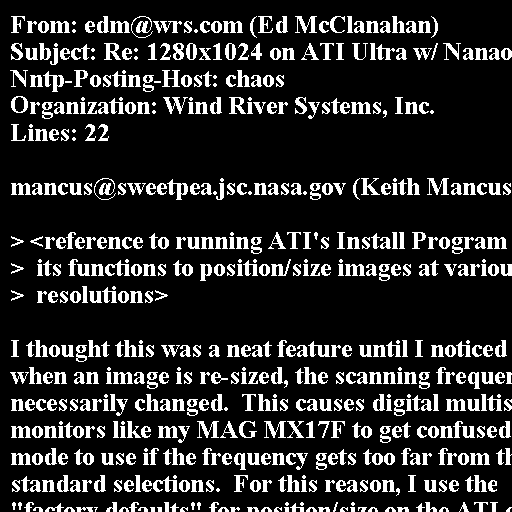 From: edm@wrs.com (Ed McClanahan)
Subject: Re: 1280x1024 on ATI Ultra w/ Nanao
Nntp-Posting-Host: chaos
Organization: Wind River Systems, Inc.
Lines: 22

mancus@sweetpea.jsc.nasa.gov (Keith Mancus

> <reference to running ATI's Install Program
>  its functions to position/size images at variou
>  resolutions>

I thought this was a neat feature until I noticed
when an image is re-sized, the scanning frequen
necessarily changed.  This causes digital multis
monitors like my MAG MX17F to get confused
mode to use if the frequency gets too far from th
standard selections.  For this reason, I use the
"factory defaults" for position/size on the ATI